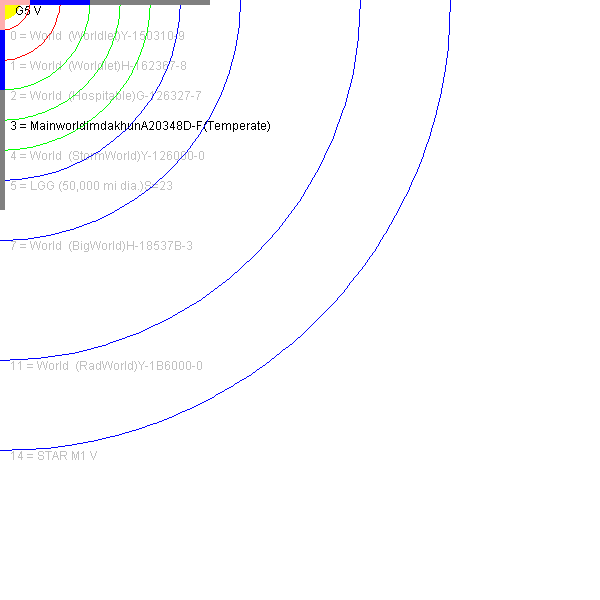 G5 V
0 = World  (Worldlet)Y-150310-9
1 = World  (Worldlet)H-162367-8
2 = World  (Hospitable)G-126327-7
3 = MainworldImdakhunA20348D-F(Temperate)
4 = World  (StormWorld)Y-126000-0
5 = LGG (50,000 mi dia.)S=23
7 = World  (BigWorld)H-18537B-3
11 = World  (RadWorld)Y-1B6000-0
14 = STAR M1 V